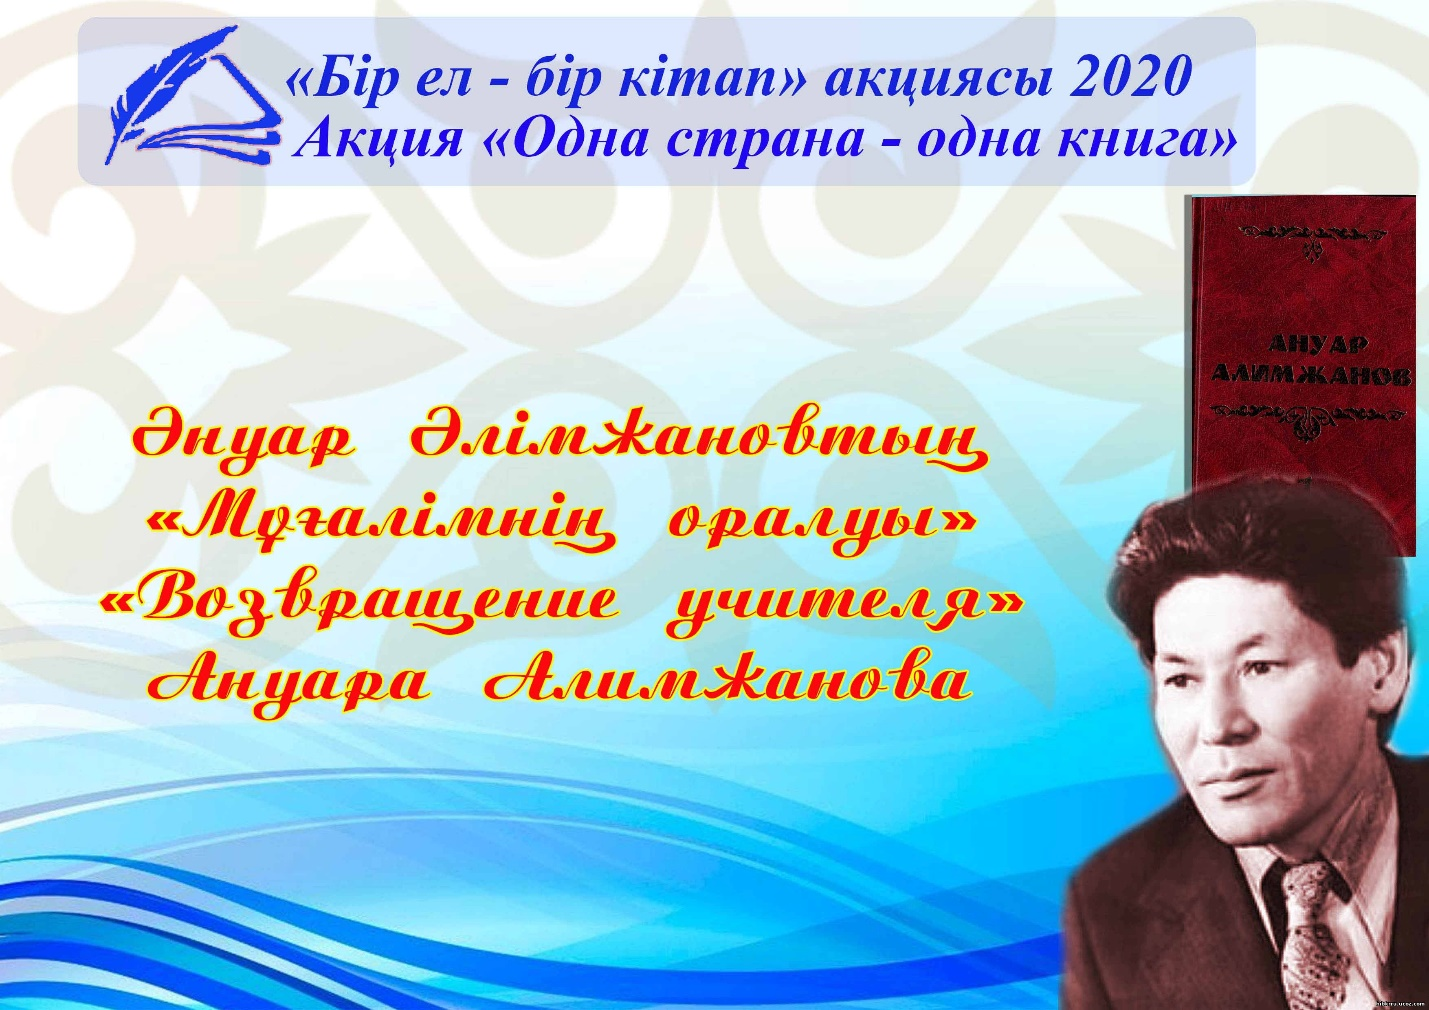 «Бір ел - бір кітап» акциясы 2020
Акция «Одна страна - одна книга»
АНУАР
АЛИМЖАНОВ
Әнуар Әлімжановтың
«Мұғалімнің оралуы»
«Возвращение учителя»
Ануара Алимжанова